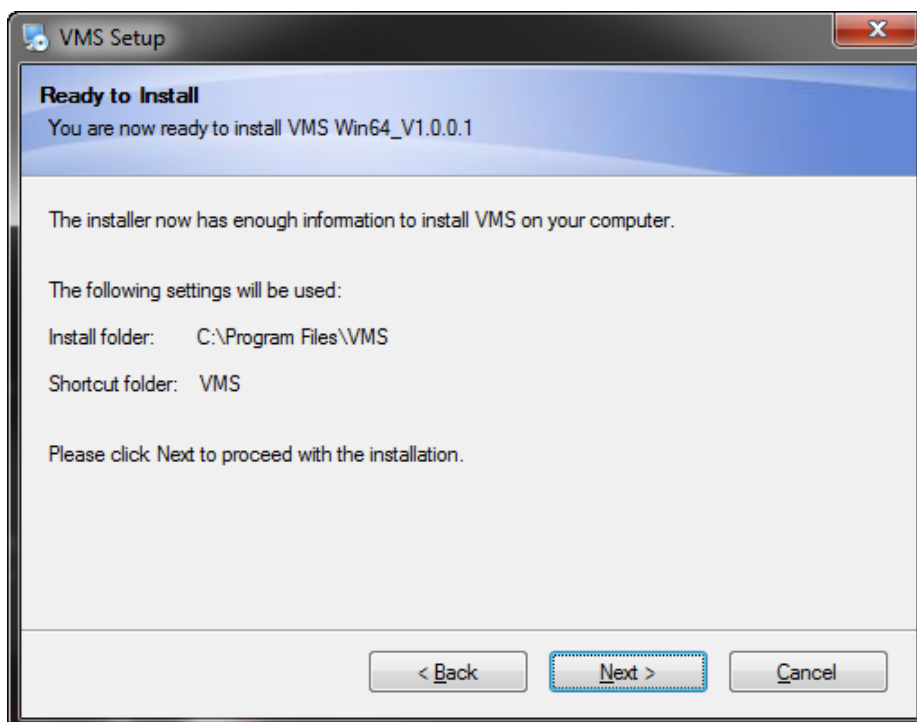 VMS Setup
X
Ready to Install
You are now ready to install VMS Win64_V1.0.0.1
The installer now has enough information to install VMS on your computer.
The following settings will be used:
Install folder: C:\Program Files\VMS
Shortcut folder: VMS
Please click Next to proceed with the installation.
< Back Next > Cancel